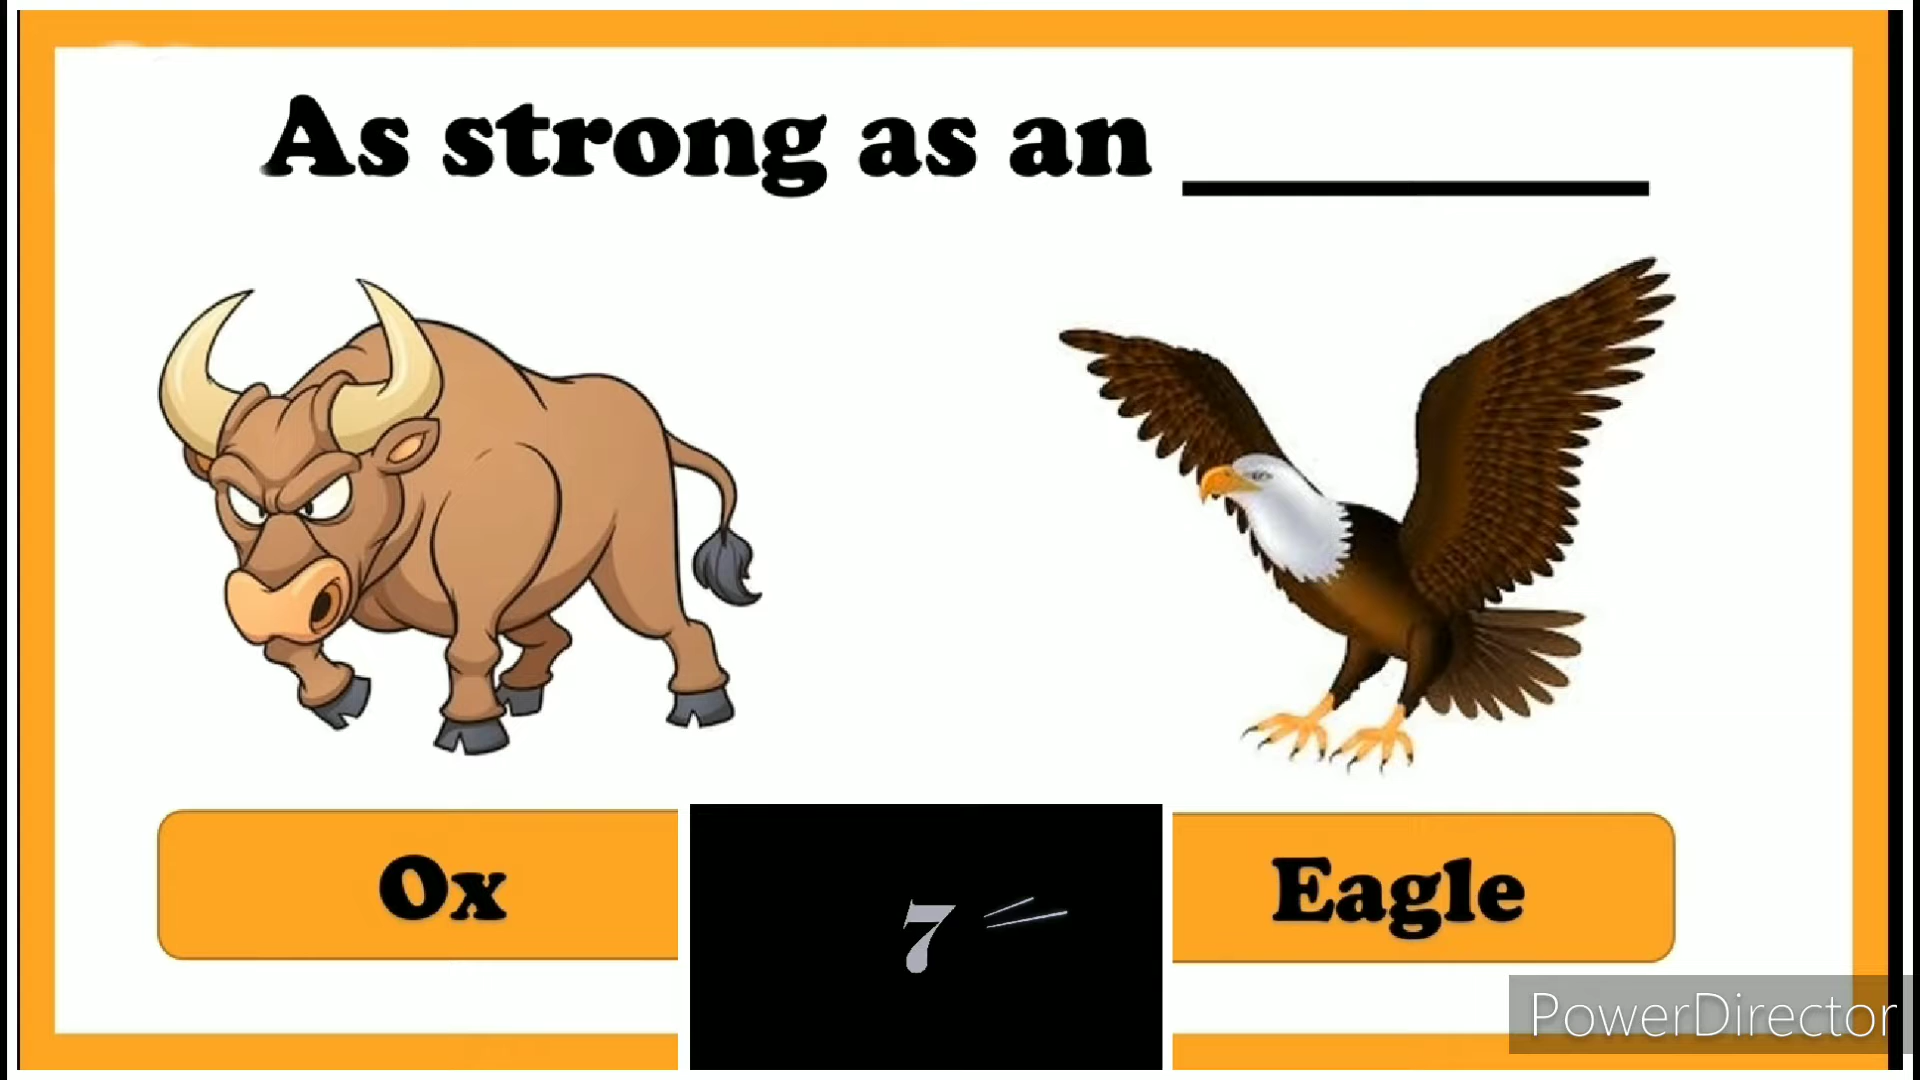 As strong as an ________
Ox
7
Eagle
PowerDirector